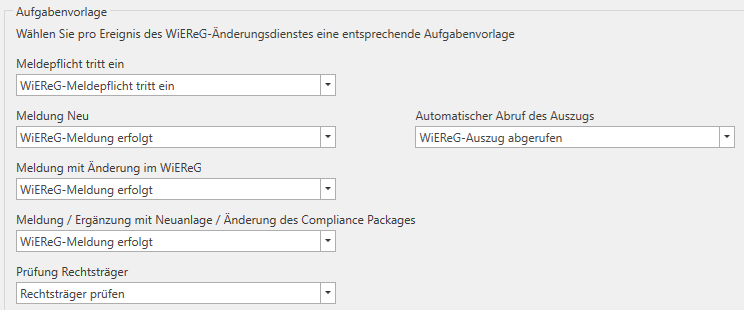 Aufgabenvorlage
Wählen Sie pro Ereignis des WiEReG-Änderungsdienstes eine entsprechende Aufgabenvorlage
Meldepflicht tritt ein
WiEReG-Meldepflicht tritt ein
Meldung Neu
WiEReG-Meldung erfolgt
Automatischer Abruf des Auszugs
WiEReG-Auszug abgerufen
Meldung mit Änderung im WiEReG
WiEReG-Meldung erfolgt
Meldung / Ergänzung mit Neuanlage / Änderung des Compliance Packages
WiEReG-Meldung erfolgt
Prüfung Rechtsträger
Rechtsträger prüfen